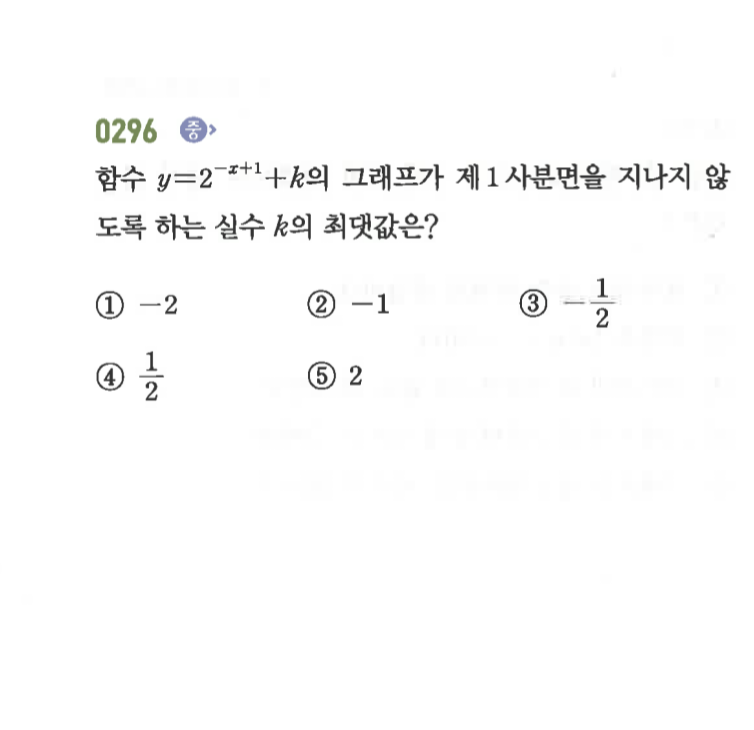 0296 중
함수 y=2^{-x+1}+k의 그래프가 제1사분면을 지나지 않
도록 하는 실수 k의 최댓값은?
① -2 ② -1 ③ -\frac{1}{2}
④ \frac{1}{2} ⑤ 2